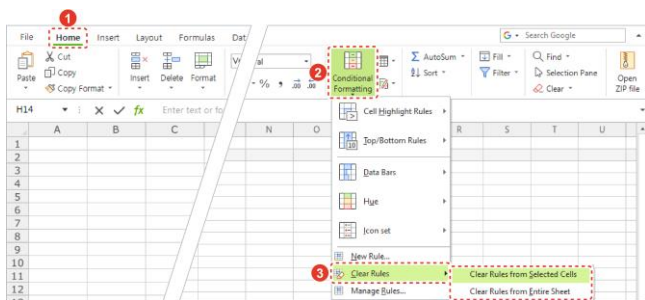 1
File Home Insert Layout Formulas Dat
G Search Google
Cut
Copy
Copy Format
Paste
Insert Delete Format
2
Conditional
Formatting
Σ AutoSum
Sort
Fill
Filter
Find
Selection Pane
Clear
Open
ZIP file
H14 fx Enter test or fo
A B C N O R S T U
1
2
3
4
5
6
7
8
9
10
11
12
Cell Highlight Rules
Top/Bottom Rules
Data Bars
Hue
Icon set
New Rule...
3 Clear Rules
Manage Rules...
Clear Rules from Selected Cells
Clear Rules from Entire Sheet